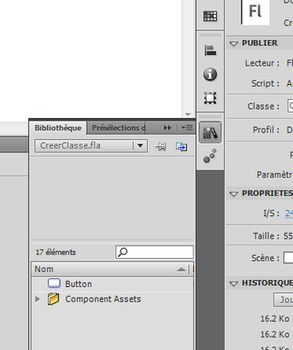 Fl
Do
Cr
PUBLIER
Lecteur : Fl
Script : A
Classe : C
Profil : D
P
Paramètr
PROPRIETES
I/S : 24
Taille : 55
Scène :
HISTORIQUE
Jou
16.2 Ko
16.2 Ko
16.2 Ko
Bibliothèque Présélections d
CreerClasse.fla
17 éléments
Nom
Button
Component Assets